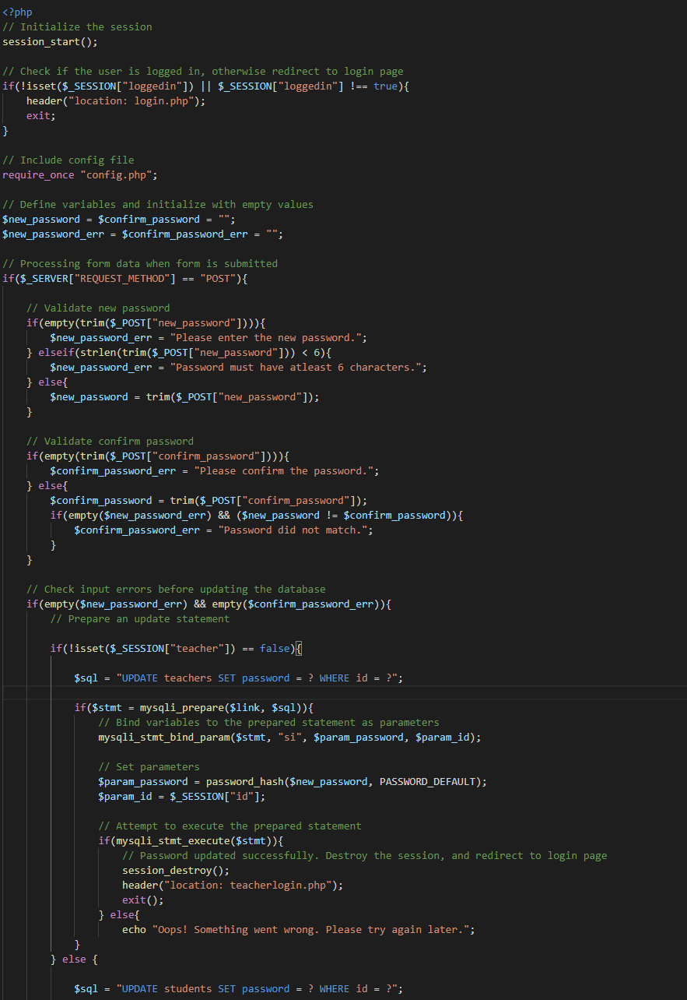 <?php
// Initialize the session
session_start();

// Check if the user is logged in, otherwise redirect to login page
if(!isset($_SESSION["loggedin"]) || $_SESSION["loggedin"] !== true){
    header("location: login.php");
    exit;
}

// Include config file
require_once "config.php";

// Define variables and initialize with empty values
$new_password = $confirm_password = "";
$new_password_err = $confirm_password_err = "";

// Processing form data when form is submitted
if($_SERVER["REQUEST_METHOD"] == "POST"){

    // Validate new password
    if(empty(trim($_POST["new_password"]))){
        $new_password_err = "Please enter the new password.";
    } elseif(strlen(trim($_POST["new_password"])) < 6){
        $new_password_err = "Password must have atleast 6 characters.";
    } else{
        $new_password = trim($_POST["new_password"]);
    }

    // Validate confirm password
    if(empty(trim($_POST["confirm_password"]))){
        $confirm_password_err = "Please confirm the password.";
    } else{
        $confirm_password = trim($_POST["confirm_password"]);
        if(empty($new_password_err) && ($new_password != $confirm_password)){
            $confirm_password_err = "Password did not match.";
        }
    }

    // Check input errors before updating the database
    if(empty($new_password_err) && empty($confirm_password_err)){
        // Prepare an update statement

        if(!isset($_SESSION["teacher"]) == false){

            $sql = "UPDATE teachers SET password = ? WHERE id = ?";

            if($stmt = mysqli_prepare($link, $sql)){
                // Bind variables to the prepared statement as parameters
                mysqli_stmt_bind_param($stmt, "si", $param_password, $param_id);

                // Set parameters
                $param_password = password_hash($new_password, PASSWORD_DEFAULT);
                $param_id = $_SESSION["id"];

                // Attempt to execute the prepared statement
                if(mysqli_stmt_execute($stmt)){
                    // Password updated successfully. Destroy the session, and redirect to login page
                    session_destroy();
                    header("location: teacherlogin.php");
                    exit();
                } else{
                    echo "Oops! Something went wrong. Please try again later.";
            }
        } else {

            $sql = "UPDATE students SET password = ? WHERE id = ?";